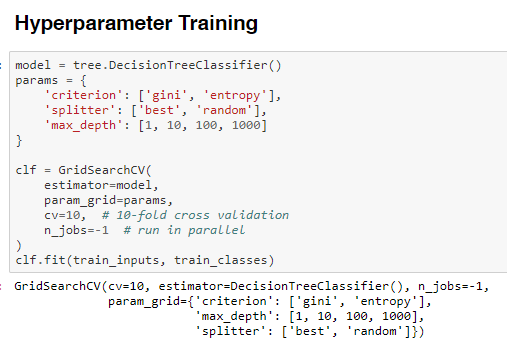 Hyperparameter Training
model = tree.DecisionTreeClassifier()
params = {
    'criterion': ['gini', 'entropy'],
    'splitter': ['best', 'random'],
    'max_depth': [1, 10, 100, 1000]
}

clf = GridSearchCV(
    estimator=model,
    param_grid=params,
    cv=10,  # 10-fold cross validation
    n_jobs=-1  # run in parallel
)
clf.fit(train_inputs, train_classes)
GridSearchCV(cv=10, estimator=DecisionTreeClassifier(), n_jobs=-1,
             param_grid={'criterion': ['gini', 'entropy'],
                         'max_depth': [1, 10, 100, 1000],
                         'splitter': ['best', 'random']})